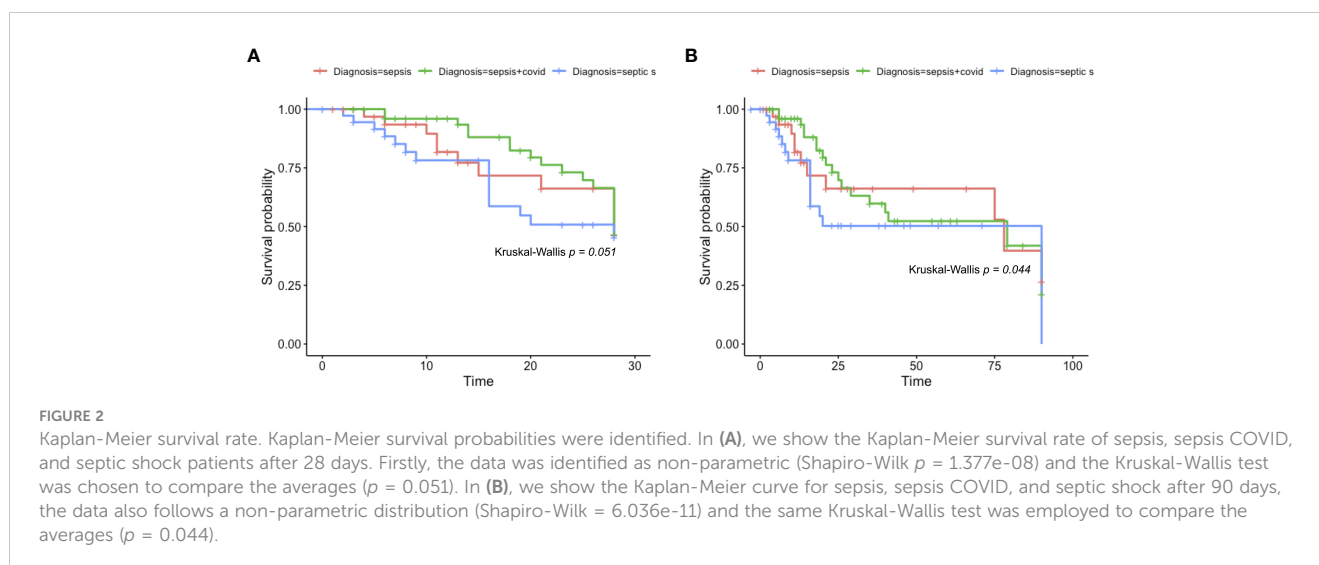 A
Diagnosis=sepsis Diagnosis=sepsis+covid Diagnosis=septic s
1.00
0.75
0.50
0.25
0.00
Survival probability
Kruskal-Wallis p = 0.051
0 10 20 30
Time
B
Diagnosis=sepsis Diagnosis=sepsis+covid Diagnosis=septic s
1.00
0.75
0.50
0.25
0.00
Survival probability
Kruskal-Wallis p = 0.044
0 25 50 75 100
Time
FIGURE 2
Kaplan-Meier survival rate. Kaplan-Meier survival probabilities were identified. In (A), we show the Kaplan-Meier survival rate of sepsis, sepsis COVID,
and septic shock patients after 28 days. Firstly, the data was identified as non-parametric (Shapiro-Wilk p = 1.377e-08) and the Kruskal-Wallis test
was chosen to compare the averages (p = 0.051). In (B), we show the Kaplan-Meier curve for sepsis, sepsis COVID, and septic shock after 90 days,
the data also follows a non-parametric distribution (Shapiro-Wilk = 6.036e-11) and the same Kruskal-Wallis test was employed to compare the
averages (p = 0.044).